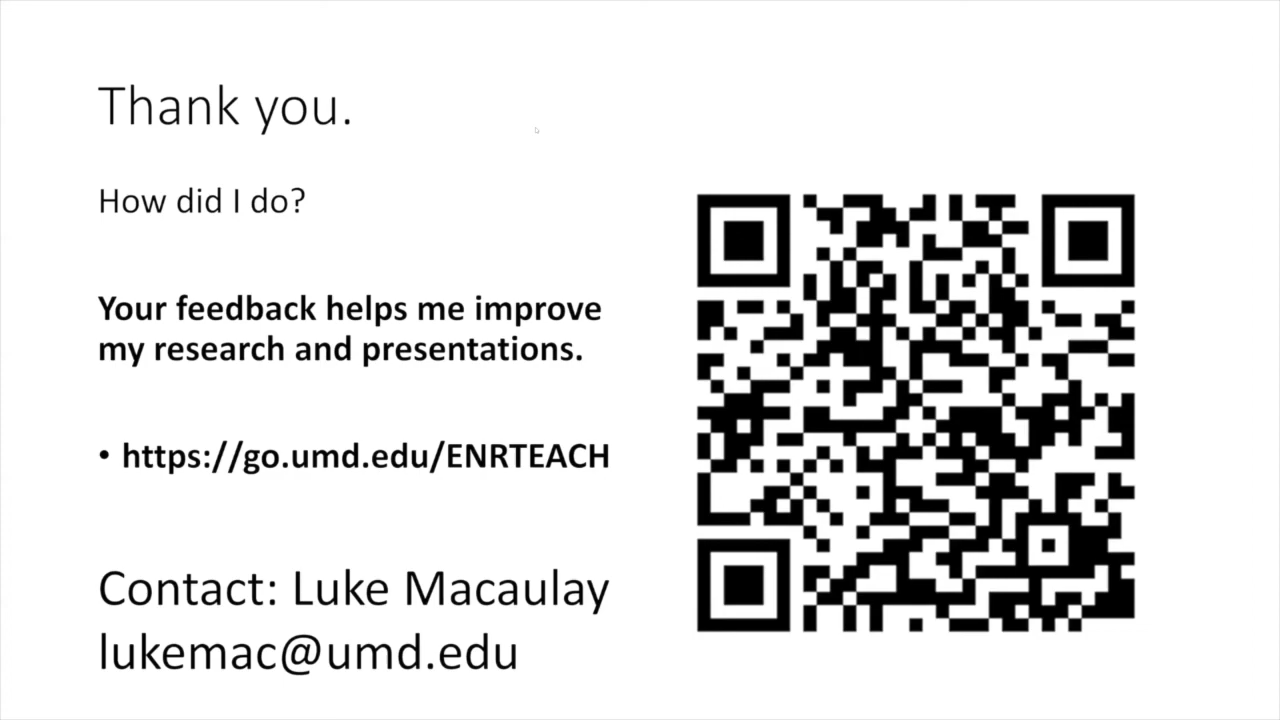 Thank you.
How did I do?
Your feedback helps me improve
my research and presentations.
• https://go.umd.edu/ENRTEACH
Contact: Luke Macaulay
lukemac@umd.edu